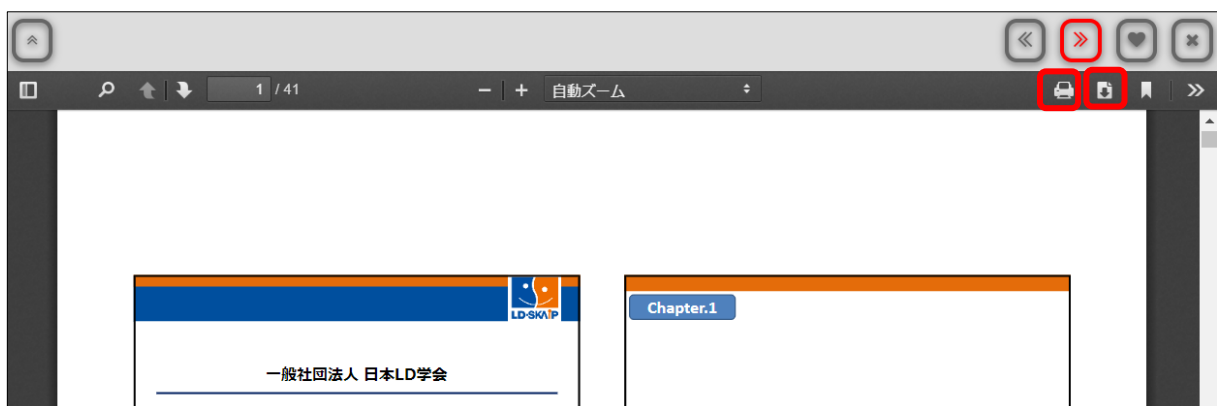 1 / 41
自動ズーム
LD-SKAIP
Chapter.1
一般社団法人 日本LD学会